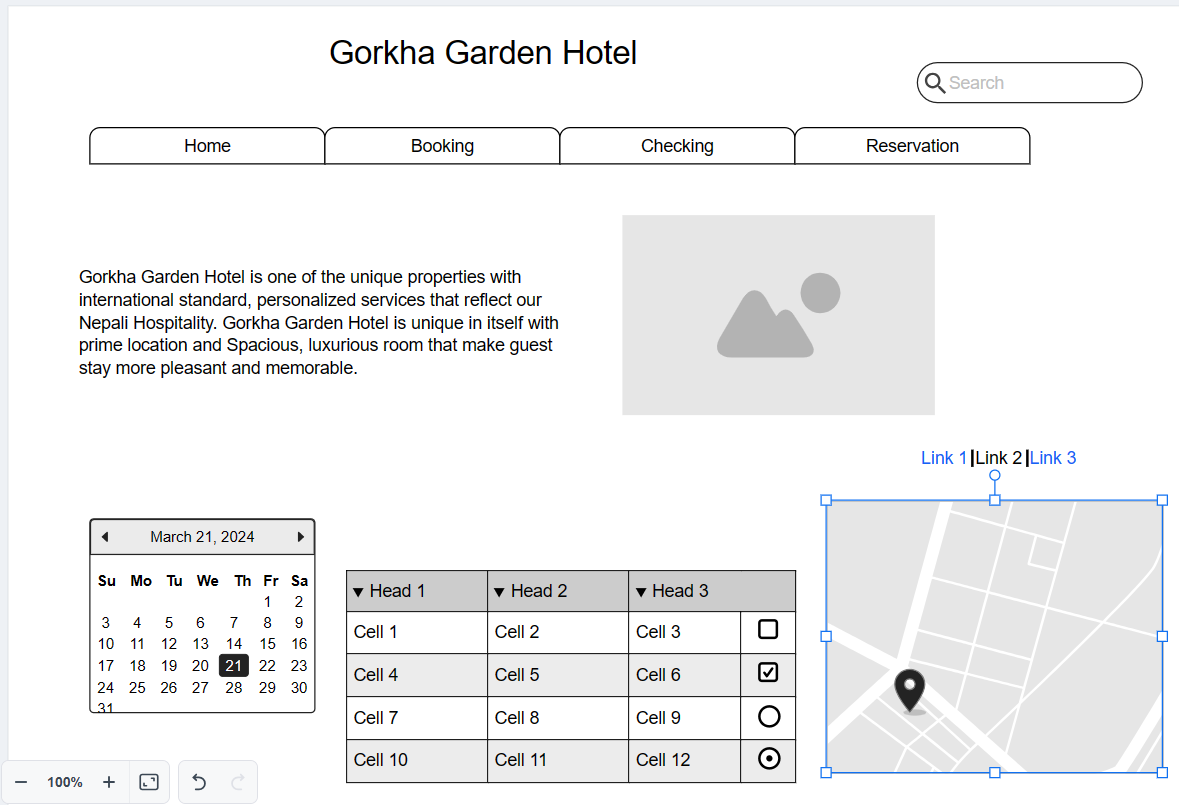 Gorkha Garden Hotel
Search
Home Booking Checking Reservation
Gorkha Garden Hotel is one of the unique properties with
international standard, personalized services that reflect our
Nepali Hospitality. Gorkha Garden Hotel is unique in itself with
prime location and Spacious, luxurious room that make guest
stay more pleasant and memorable.
Link 1|Link 2|Link 3
March 21, 2024
Su Mo Tu We Th Fr Sa
1 2
3 4 5 6 7 8 9
10 11 12 13 14 15 16
17 18 19 20 21 22 23
24 25 26 27 28 29 30
31
Head 1 Head 2 Head 3
Cell 1 Cell 2 Cell 3
Cell 4 Cell 5 Cell 6
Cell 7 Cell 8 Cell 9
Cell 10 Cell 11 Cell 12
100%